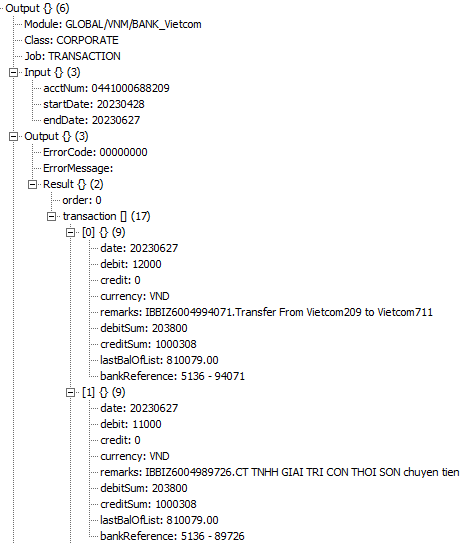 Output {} (6)
Module: GLOBAL/VNM/BANK_Vietcom
Class: CORPORATE
Job: TRANSACTION
Input {} (3)
acctNum: 0441000688209
startDate: 20230428
endDate: 20230627
Output {} (3)
ErrorCode: 00000000
ErrorMessage:
Result {} (2)
order: 0
transaction [] (17)
[0] {} (9)
date: 20230627
debit: 12000
credit: 0
currency: VND
remarks: IBBIZ6004994071.Transfer From Vietcom209 to Vietcom711
debitSum: 203800
creditSum: 1000308
lastBalOfList: 810079.00
bankReference: 5136 - 94071
[1] {} (9)
date: 20230627
debit: 11000
credit: 0
currency: VND
remarks: IBBIZ6004989726.CT TNHH GIAI TRI CON THOI SON chuyen tien
debitSum: 203800
creditSum: 1000308
lastBalOfList: 810079.00
bankReference: 5136 - 89726